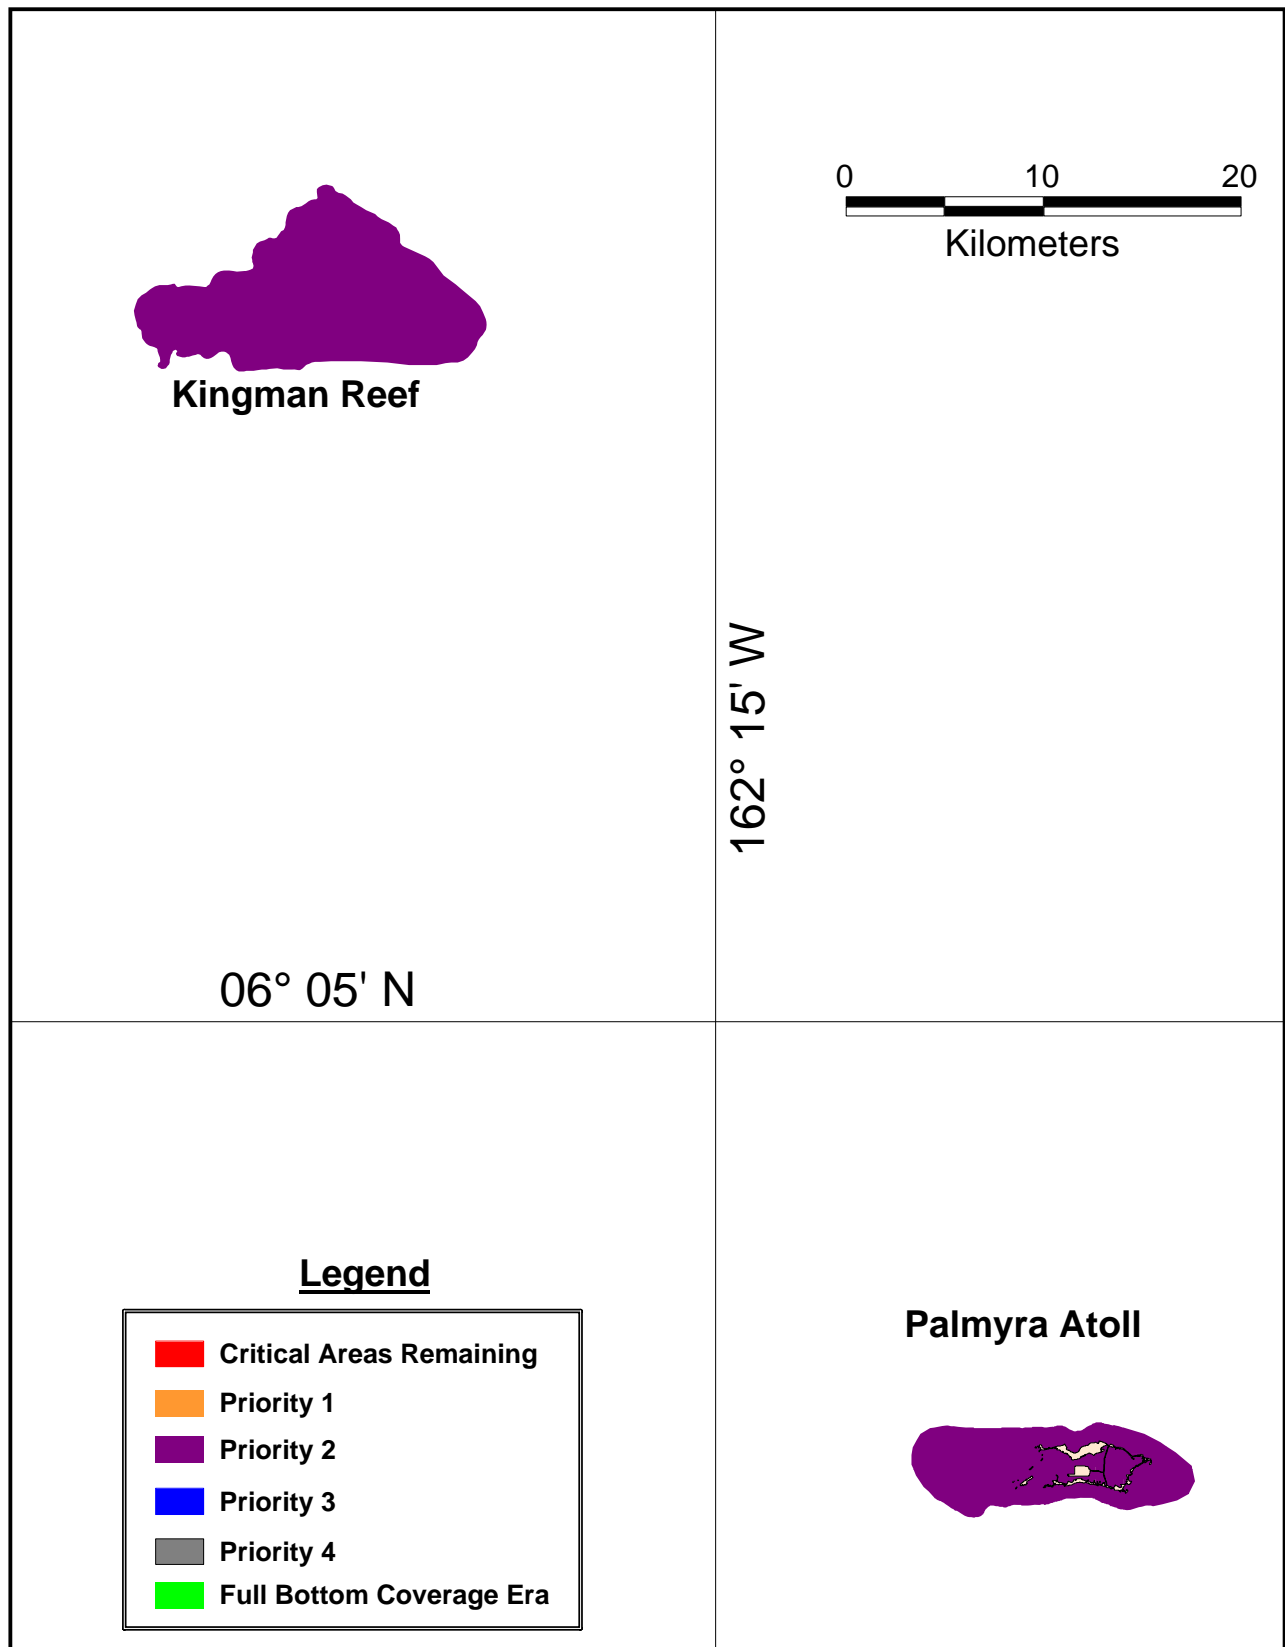 0 10 20
Kilometers
Kingman Reef
162° 15' W
06° 05' N
Legend
Critical Areas Remaining
Priority 1
Priority 2
Priority 3
Priority 4
Full Bottom Coverage Era
Palmyra Atoll